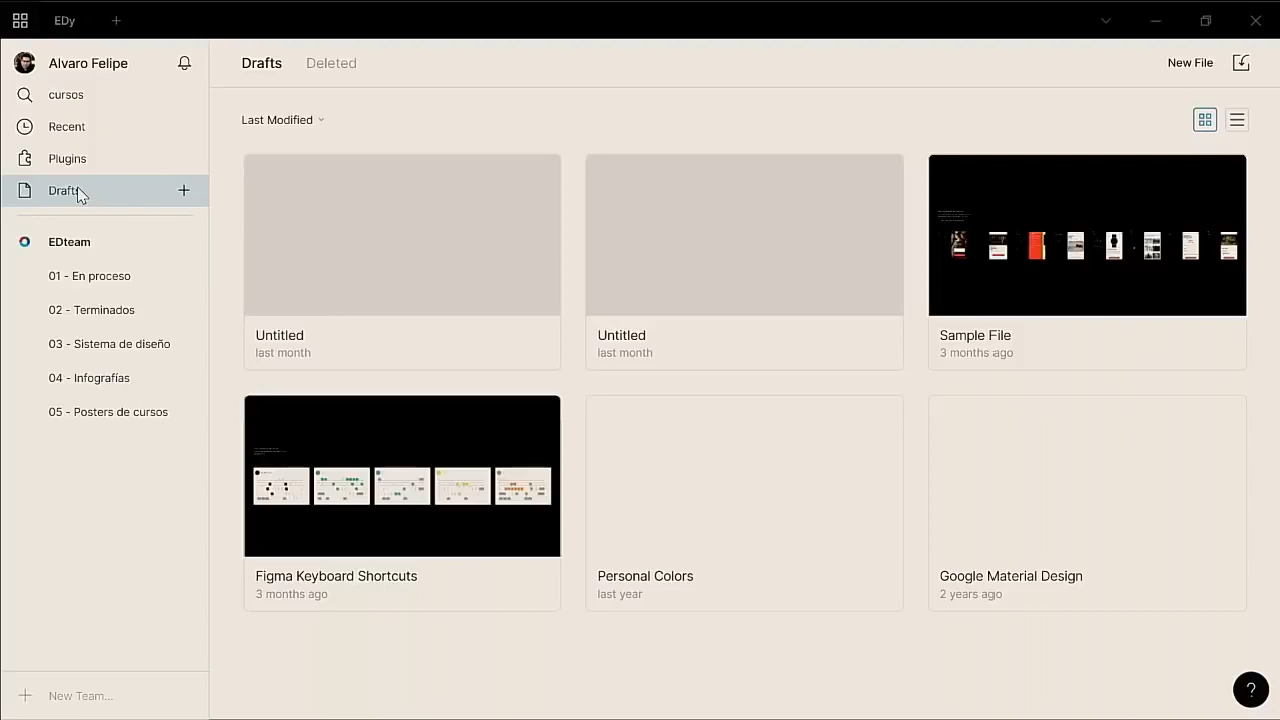 EDy
Alvaro Felipe
cursos
Recent
Plugins
Drafts
EDteam
01 - En proceso
02 - Terminados
03 - Sistema de diseño
04 - Infografías
05 - Posters de cursos
New Team...
Drafts
Deleted
New File
Last Modified
Untitled
last month
Untitled
last month
Sample File
3 months ago
Figma Keyboard Shortcuts
3 months ago
Personal Colors
last year
Google Material Design
2 years ago
?